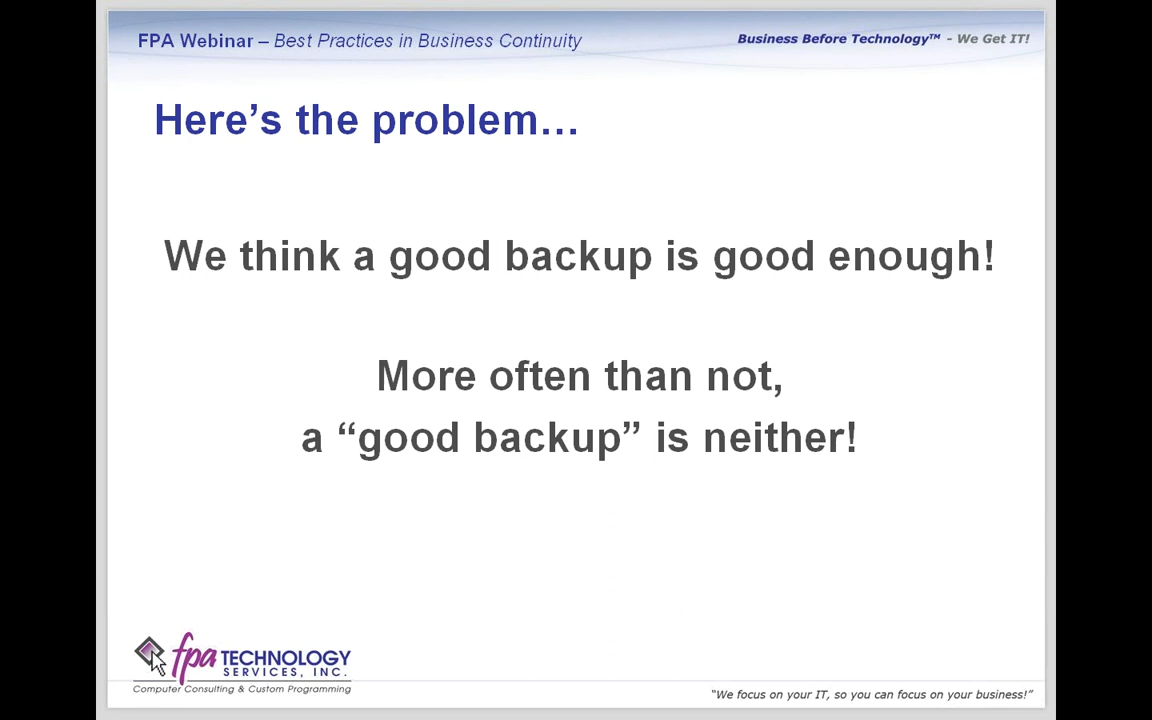 FPA Webinar – Best Practices in Business Continuity
Business Before Technology™ - We Get IT!
Here’s the problem…
We think a good backup is good enough!
More often than not,
a “good backup” is neither!
fpa TECHNOLOGY
SERVICES, INC.
Computer Consulting & Custom Programming
“We focus on your IT, so you can focus on your business!”